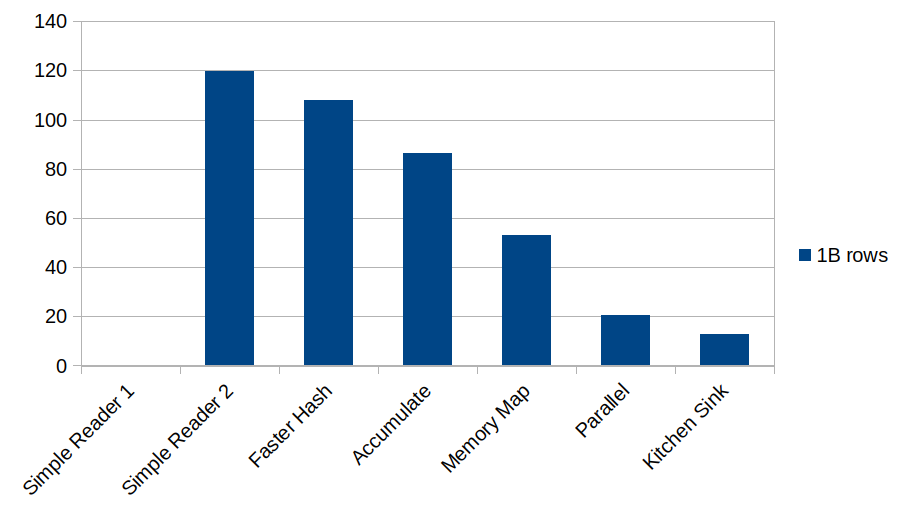 140
120
100
80
60
40
20
0
Simple Reader 1
Simple Reader 2
Faster Hash
Accumulate
Memory Map
Parallel
Kitchen Sink
1B rows